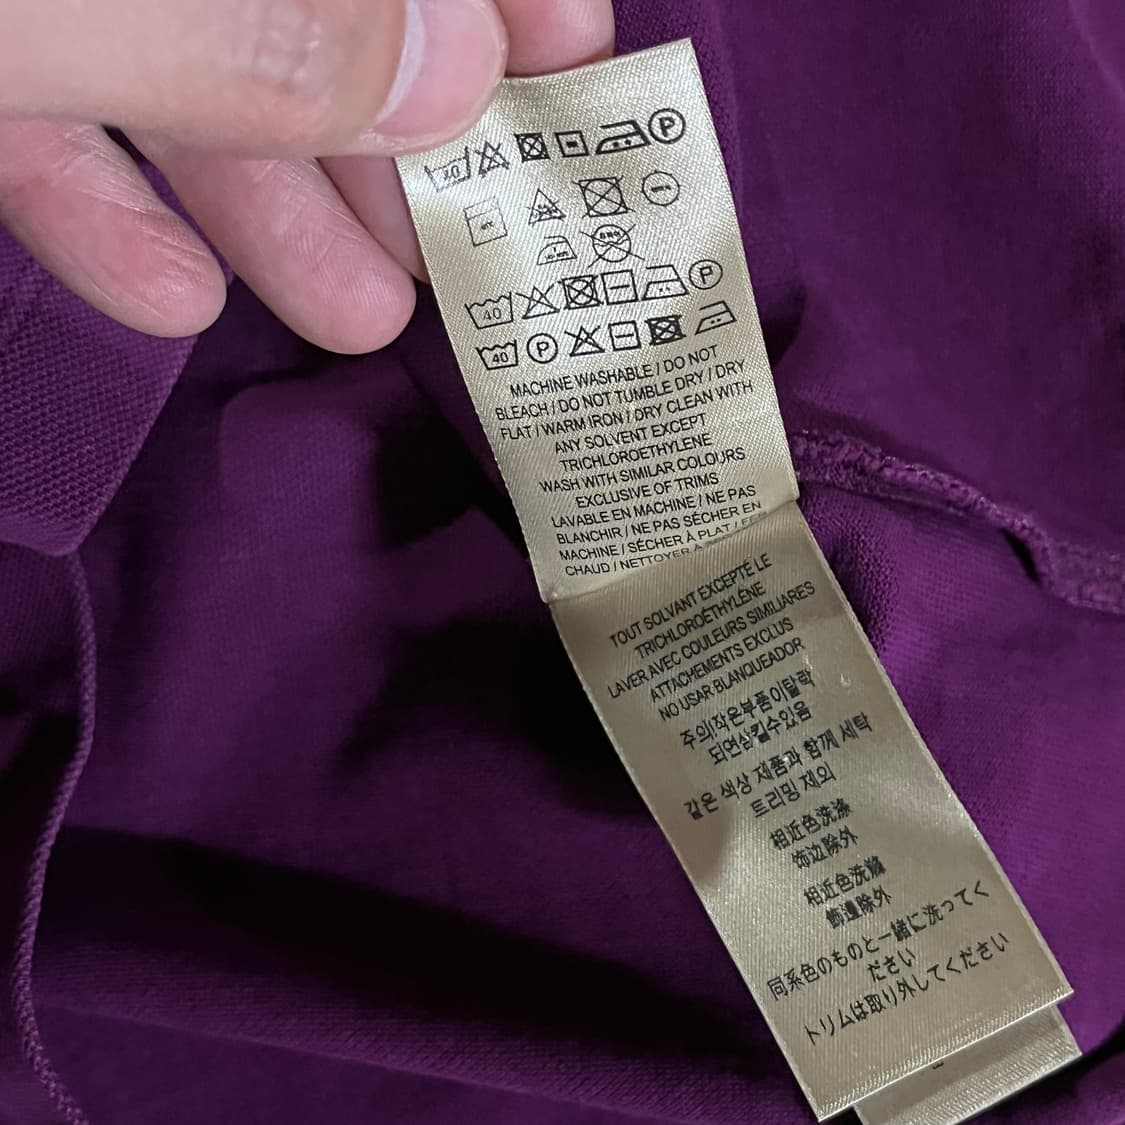 40 P
40 P
40 P
MACHINE WASHABLE / DO NOT
BLEACH / DO NOT TUMBLE DRY / DRY
FLAT / WARM IRON / DRY CLEAN WITH
ANY SOLVENT EXCEPT
TRICHLOROETHYLENE
WASH WITH SIMILAR COLOURS
EXCLUSIVE OF TRIMS
LAVABLE EN MACHINE / NE PAS
BLANCHIR / NE PAS SÉCHER EN
MACHINE / SÉCHER À PLAT / FER
CHAUD / NETTOYER À
TOUT SOLVANT EXCEPTÉ LE
TRICHLOROÉTHYLÈNE
LAVER AVEC COULEURS SIMILIARES
ATTACHEMENTS EXCLUS
NO USAR BLANQUEADOR
주의!작은부품이탈락
되면삼킬수있음
같은 색상 제품과 함께 세탁
트리밍 제외
相近色洗涤
饰边除外
相近色洗滌
飾邊除外
同系色のものと一緒に洗ってく
ださい
トリムは取り外してください